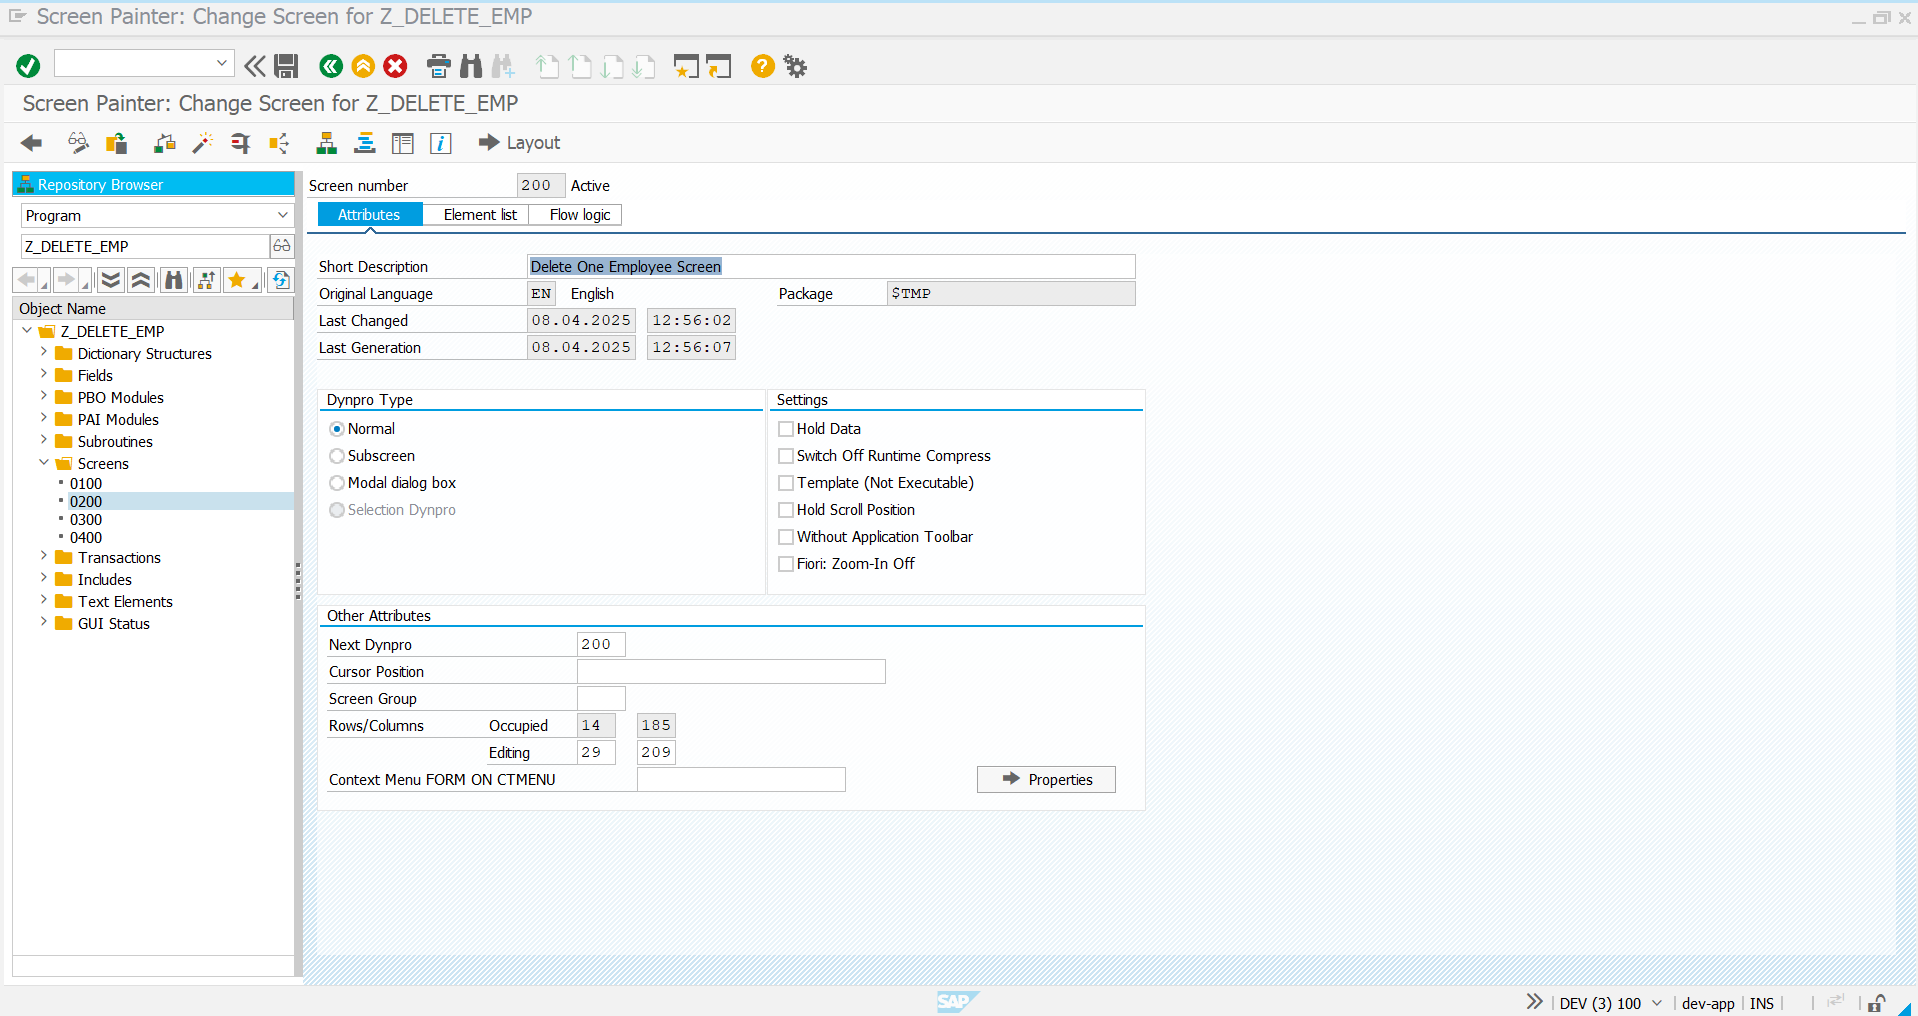 Screen Painter: Change Screen for Z_DELETE_EMP
Screen Painter: Change Screen for Z_DELETE_EMP
Layout
Repository Browser
Program
Z_DELETE_EMP
Object Name
Z_DELETE_EMP
Dictionary Structures
Fields
PBO Modules
PAI Modules
Subroutines
Screens
0100
0200
0300
0400
Transactions
Includes
Text Elements
GUI Status
Screen number 200 Active
Attributes Element list Flow logic
Short Description Delete One Employee Screen
Original Language EN English Package $TMP
Last Changed 08.04.2025 12:56:02
Last Generation 08.04.2025 12:56:07
Dynpro Type
Normal
Subscreen
Modal dialog box
Selection Dynpro
Settings
Hold Data
Switch Off Runtime Compress
Template (Not Executable)
Hold Scroll Position
Without Application Toolbar
Fiori: Zoom-In Off
Other Attributes
Next Dynpro 200
Cursor Position
Screen Group
Rows/Columns Occupied 14 185
Editing 29 209
Context Menu FORM ON CTMENU
Properties
SAP
DEV (3) 100 dev-app INS